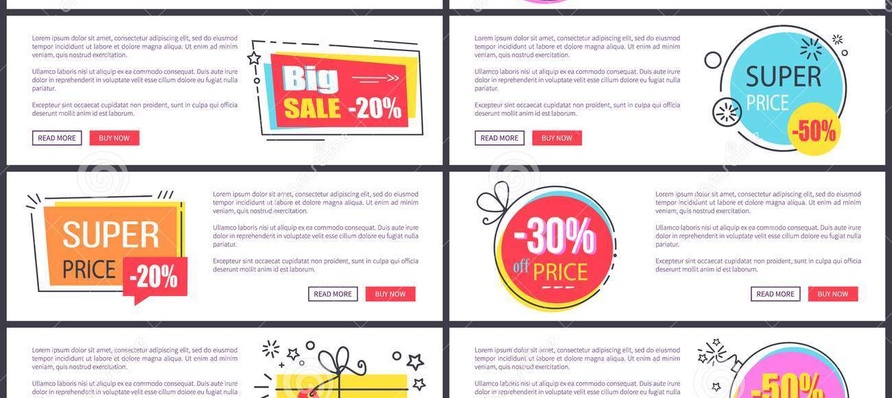 Lorem ipsum dolor sit amet, consectetur adipisicing elit, sed do eiusmod
tempor incididunt ut labore et dolore magna aliqua. Ut enim ad minim
veniam, quis nostrud exercitation.
Ullamco laboris nisi ut aliquip ex ea commodo consequat. Duis aute irure
dolor in reprehenderit in voluptate velit esse cillum dolore eu fugiat nulla
pariatur.
Excepteur sint occaecat cupidatat non proident, sunt in culpa qui officia
deserunt mollit anim id est laborum.
READ MORE
BUY NOW
Big
SALE -20%
Lorem ipsum dolor sit amet, consectetur adipisicing elit, sed do eiusmod
tempor incididunt ut labore et dolore magna aliqua. Ut enim ad minim
veniam, quis nostrud exercitation.
Ullamco laboris nisi ut aliquip ex ea commodo consequat. Duis aute irure
dolor in reprehenderit in voluptate velit esse cillum dolore eu fugiat nulla
pariatur.
Excepteur sint occaecat cupidatat non proident, sunt in culpa qui officia
deserunt mollit anim id est laborum.
READ MORE
BUY NOW
SUPER
PRICE
-50%
SUPER
PRICE
-20%
Lorem ipsum dolor sit amet, consectetur adipisicing elit, sed do eiusmod
tempor incididunt ut labore et dolore magna aliqua. Ut enim ad minim
veniam, quis nostrud exercitation.
Ullamco laboris nisi ut aliquip ex ea commodo consequat. Duis aute irure
dolor in reprehenderit in voluptate velit esse cillum dolore eu fugiat nulla
pariatur.
Excepteur sint occaecat cupidatat non proident, sunt in culpa qui officia
deserunt mollit anim id est laborum.
READ MORE
BUY NOW
-30%
off PRICE
Lorem ipsum dolor sit amet, consectetur adipisicing elit, sed do eiusmod
tempor incididunt ut labore et dolore magna aliqua. Ut enim ad minim
veniam, quis nostrud exercitation.
Ullamco laboris nisi ut aliquip ex ea commodo consequat. Duis aute irure
dolor in reprehenderit in voluptate velit esse cillum dolore eu fugiat nulla
pariatur.
Excepteur sint occaecat cupidatat non proident, sunt in culpa qui officia
deserunt mollit anim id est laborum.
READ MORE
BUY NOW
Lorem ipsum dolor sit amet, consectetur adipisicing elit, sed do eiusmod
tempor incididunt ut labore et dolore magna aliqua. Ut enim ad minim
veniam, quis nostrud exercitation.
Ullamco laboris nisi ut aliquip ex ea commodo consequat. Duis aute irure
dolor in reprehenderit in voluptate velit esse cillum dolore eu fugiat nulla
Lorem ipsum dolor sit amet, consectetur adipisicing elit, sed do eiusmod
tempor incididunt ut labore et dolore magna aliqua. Ut enim ad minim
veniam, quis nostrud exercitation.
Ullamco laboris nisi ut aliquip ex ea commodo consequat. Duis aute irure
dolor in reprehenderit in voluptate velit esse cillum dolore eu fugiat nulla
-50%